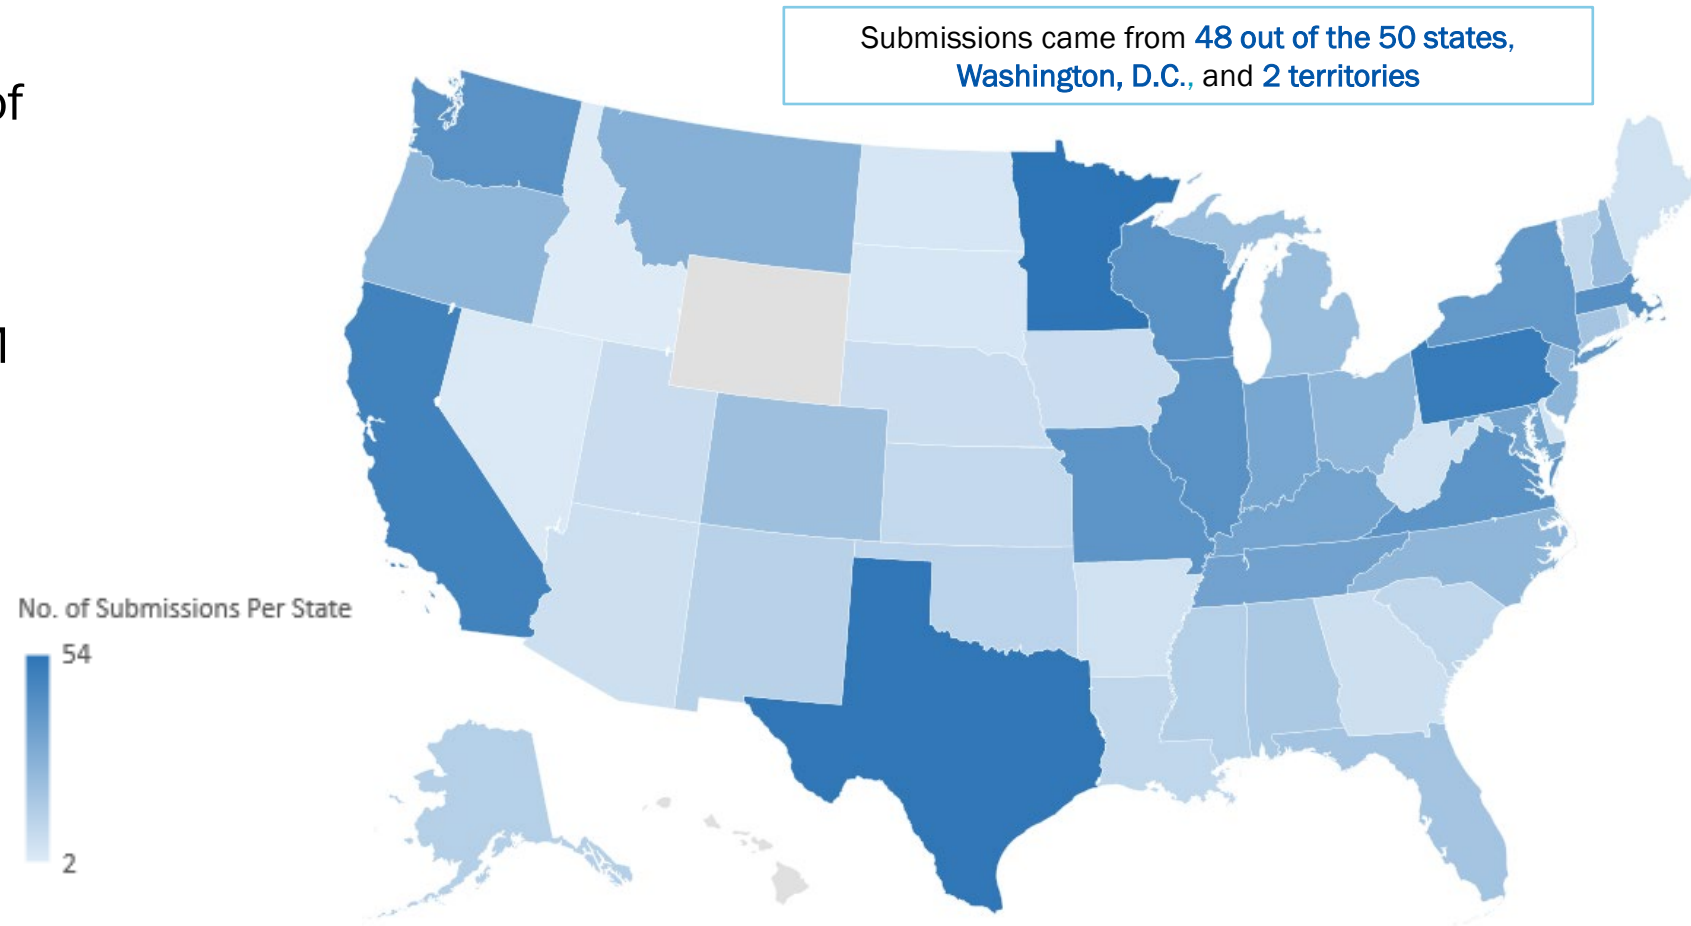 Submissions came from 48 out of the 50 states,
Washington, D.C., and 2 territories
of
No. of Submissions Per State
54
2